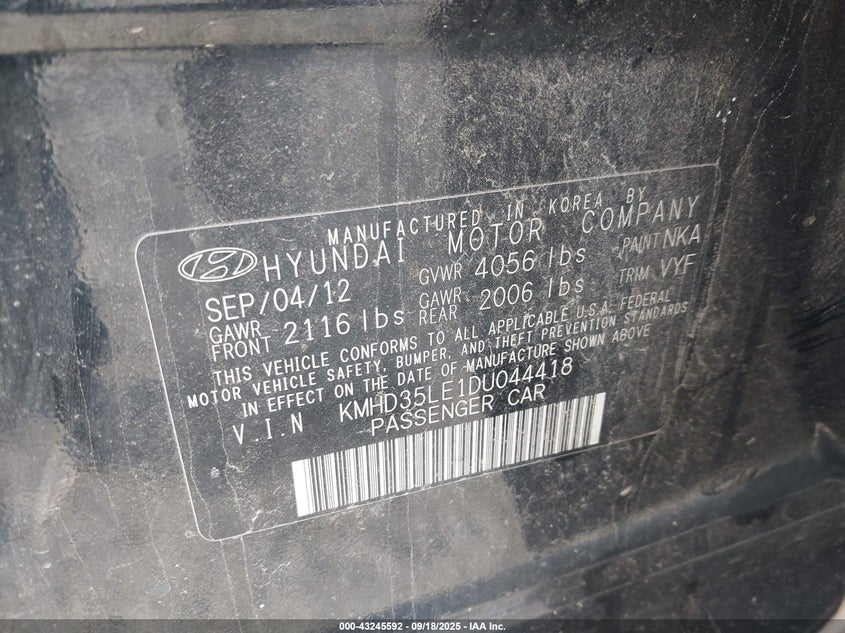 MANUFACTURED IN KOREA BY
HYUNDAI MOTOR COMPANY
SEP/04/12 GVWR 4056 lbs PAINT NKA
GAWR FRONT 2116 lbs GAWR REAR 2006 lbs TRIM VYF
THIS VEHICLE CONFORMS TO ALL APPLICABLE U.S.A. FEDERAL
MOTOR VEHICLE SAFETY, BUMPER, AND THEFT PREVENTION STANDARDS
IN EFFECT ON THE DATE OF MANUFACTURE SHOWN ABOVE
V.I.N KMHD35LE1DU044418
PASSENGER CAR
000-43245592 - 09/18/2025 - IAA Inc.